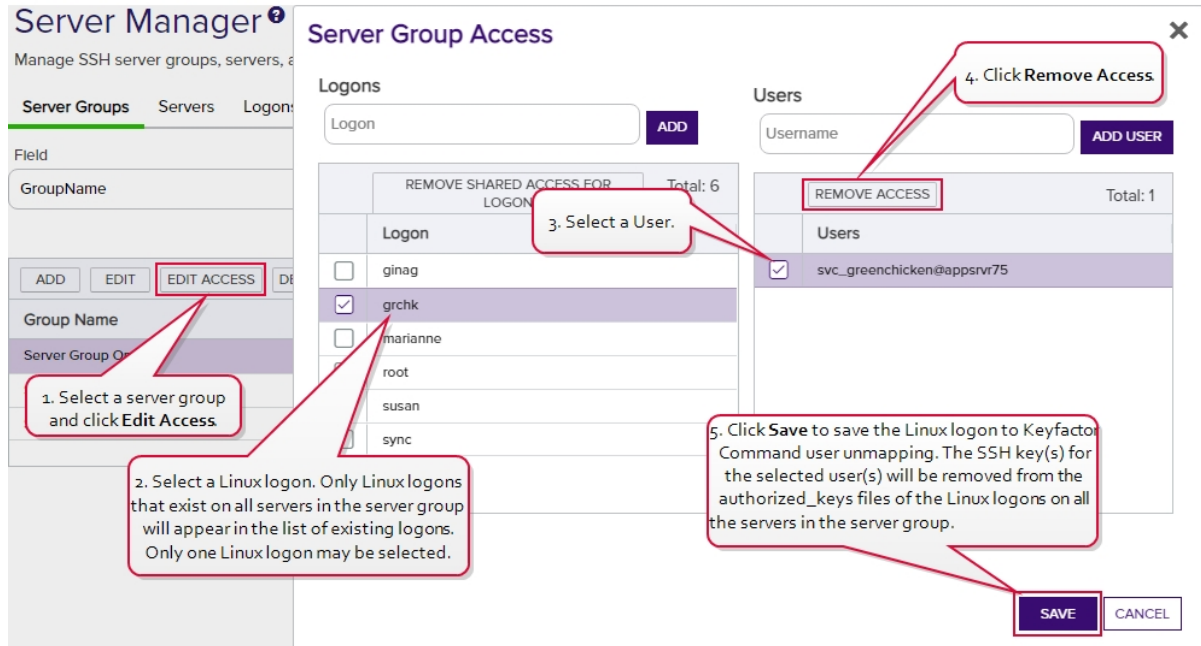 Server Manager ?
Manage SSH server groups, servers, a
Server Groups Servers Logons
Field
GroupName
ADD EDIT EDIT ACCESS DE
Group Name
Server Group On
1. Select a server group
and click Edit Access.
Server Group Access
Logons
Logon
ADD
REMOVE SHARED ACCESS FOR
LOGON
Total: 6
Logon
ginag
grchk
marianne
root
susan
sync
2. Select a Linux logon. Only Linux logons
that exist on all servers in the server group
will appear in the list of existing logons.
Only one Linux logon may be selected.
3. Select a User.
4. Click Remove Access.
Users
Username
ADD USER
REMOVE ACCESS
Total: 1
Users
svc_greenchicken@appsrvr75
5. Click Save to save the Linux logon to Keyfactor
Command user unmapping. The SSH key(s) for
the selected user(s) will be removed from the
authorized_keys files of the Linux logons on all
the servers in the server group.
SAVE
CANCEL